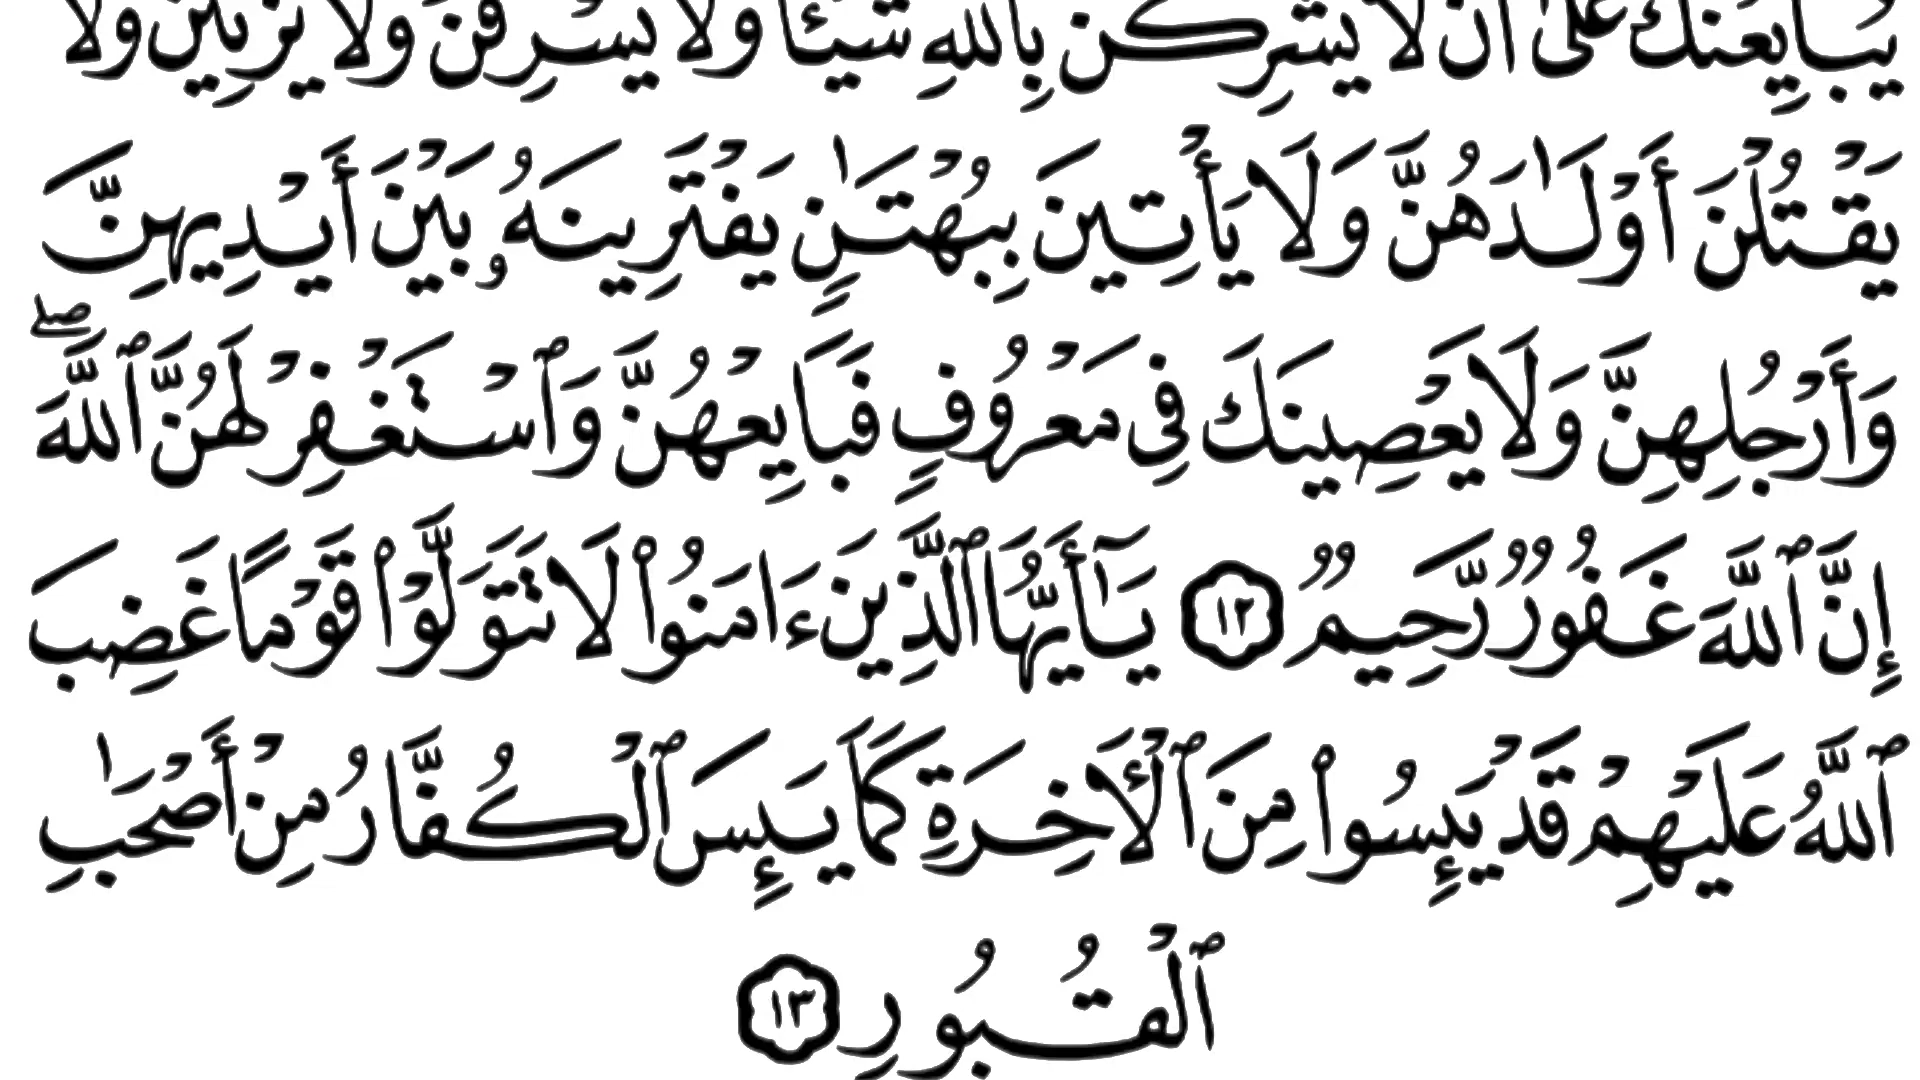 يُبَايِعْنَكَ عَلَىٰٓ أَن لَّا يُشْرِكْنَ بِٱللَّهِ شَيْـًٔا وَلَا يَسْرِقْنَ وَلَا يَزْنِينَ وَلَا
يَقْتُلْنَ أَوْلَـٰدَهُنَّ وَلَا يَأْتِينَ بِبُهْتَـٰنٍ يَفْتَرِينَهُۥ بَيْنَ أَيْدِيهِنَّ
وَأَرْجُلِهِنَّ وَلَا يَعْصِينَكَ فِى مَعْرُوفٍ فَبَايِعْهُنَّ وَٱسْتَغْفِرْ لَهُنَّ ٱللَّهَ ۖ
إِنَّ ٱللَّهَ غَفُورٌ رَّحِيمٌ ١٢ يَـٰٓأَيُّهَا ٱلَّذِينَ ءَامَنُوا۟ لَا تَتَوَلَّوْا۟ قَوْمًا غَضِبَ
ٱللَّهُ عَلَيْهِمْ قَدْ يَئِسُوا۟ مِنَ ٱلْأَخِرَةِ كَمَا يَئِسَ ٱلْكُفَّارُ مِنْ أَصْحَـٰبِ
ٱلْقُبُورِ ١٣